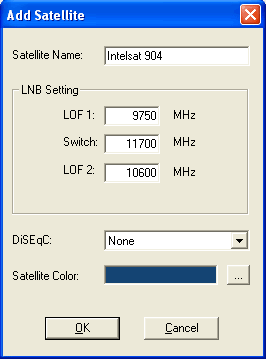 Add Satellite
Satellite Name: Intelsat 904
LNB Setting
LOF 1: 9750 MHz
Switch: 11700 MHz
LOF 2: 10600 MHz
DiSEqC: None
Satellite Color: ...
OK Cancel